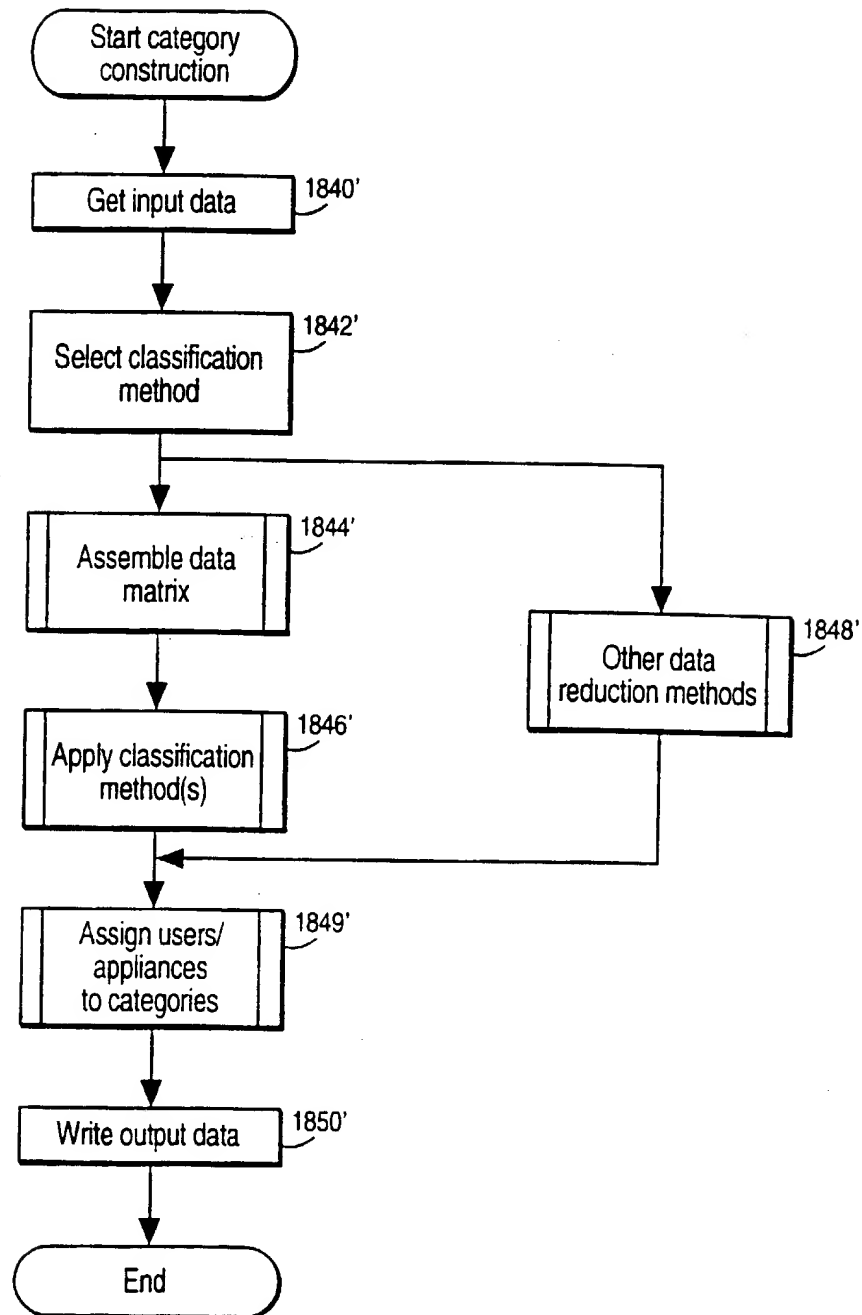 Start category
construction
Get input data
1840'
Select classification
method
1842'
Assemble data
matrix
1844'
Other data
reduction methods
1848'
Apply classification
method(s)
1846'
Assign users/
appliances
to categories
1849'
Write output data
1850'
End